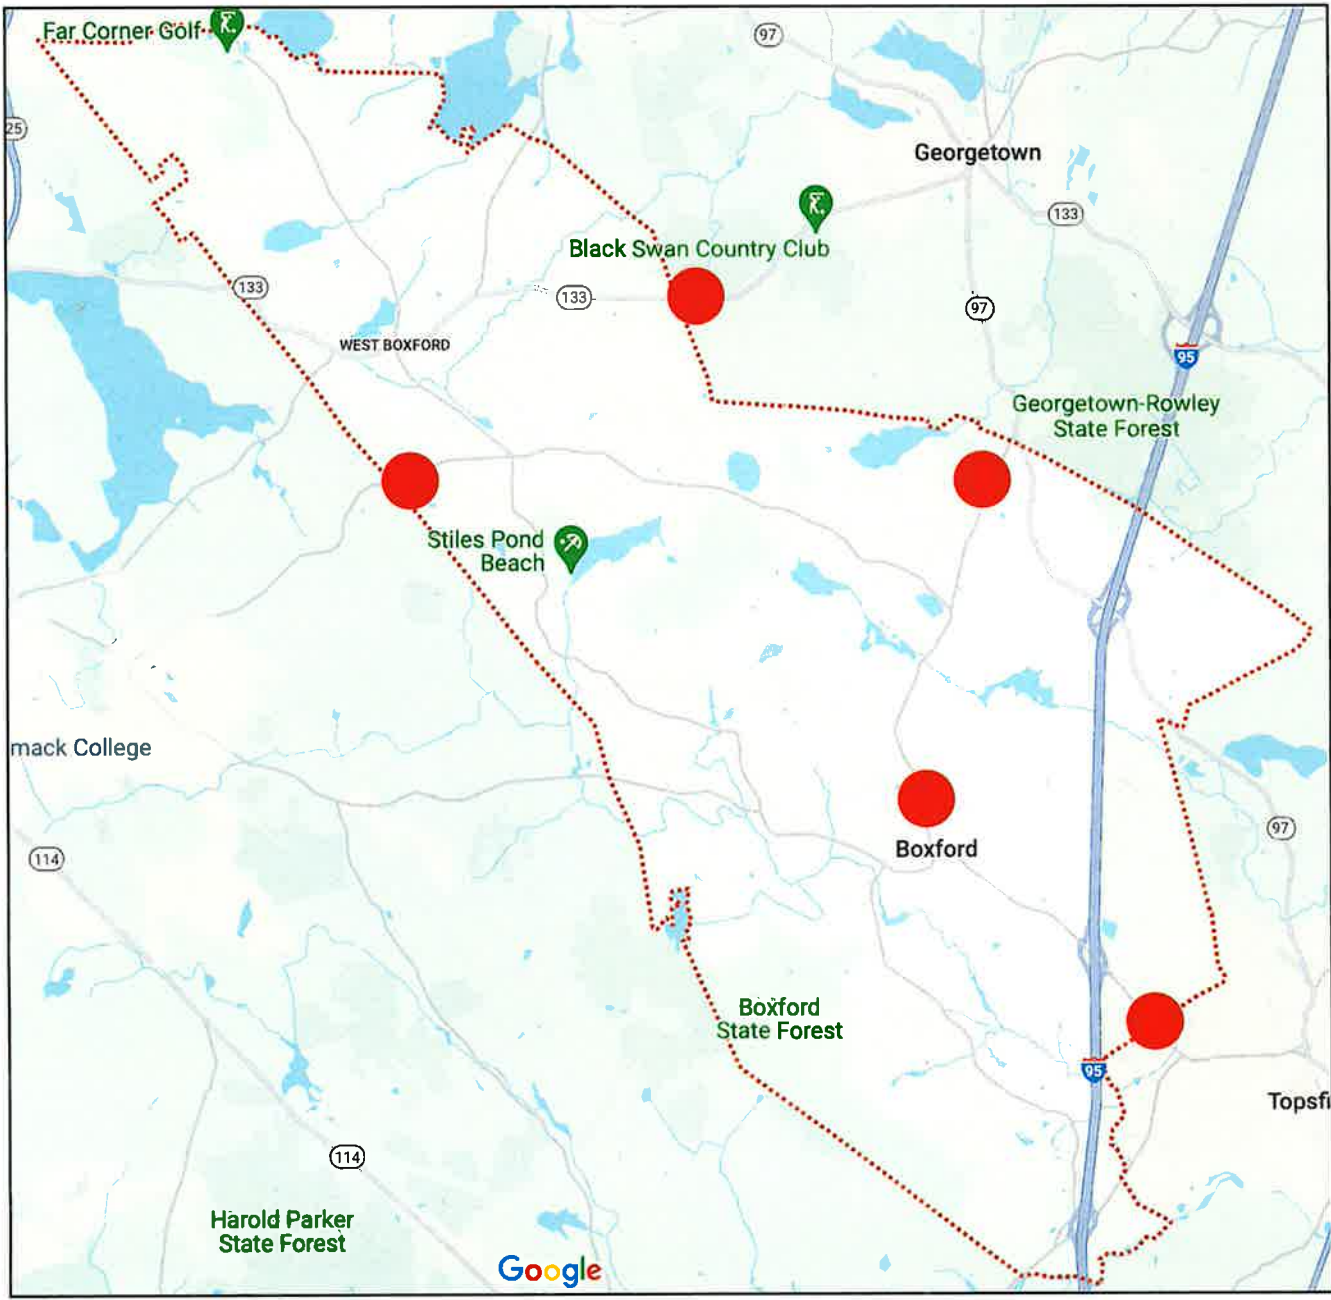 Far Corner Golf
97
25
Georgetown
133
Black Swan Country Club
133
133
97
WEST BOXFORD
95
Georgetown-Rowley
State Forest
Stiles Pond
Beach
mack College
97
114
Boxford
Boxford
State Forest
95
Topsfi
114
Harold Parker
State Forest
Google